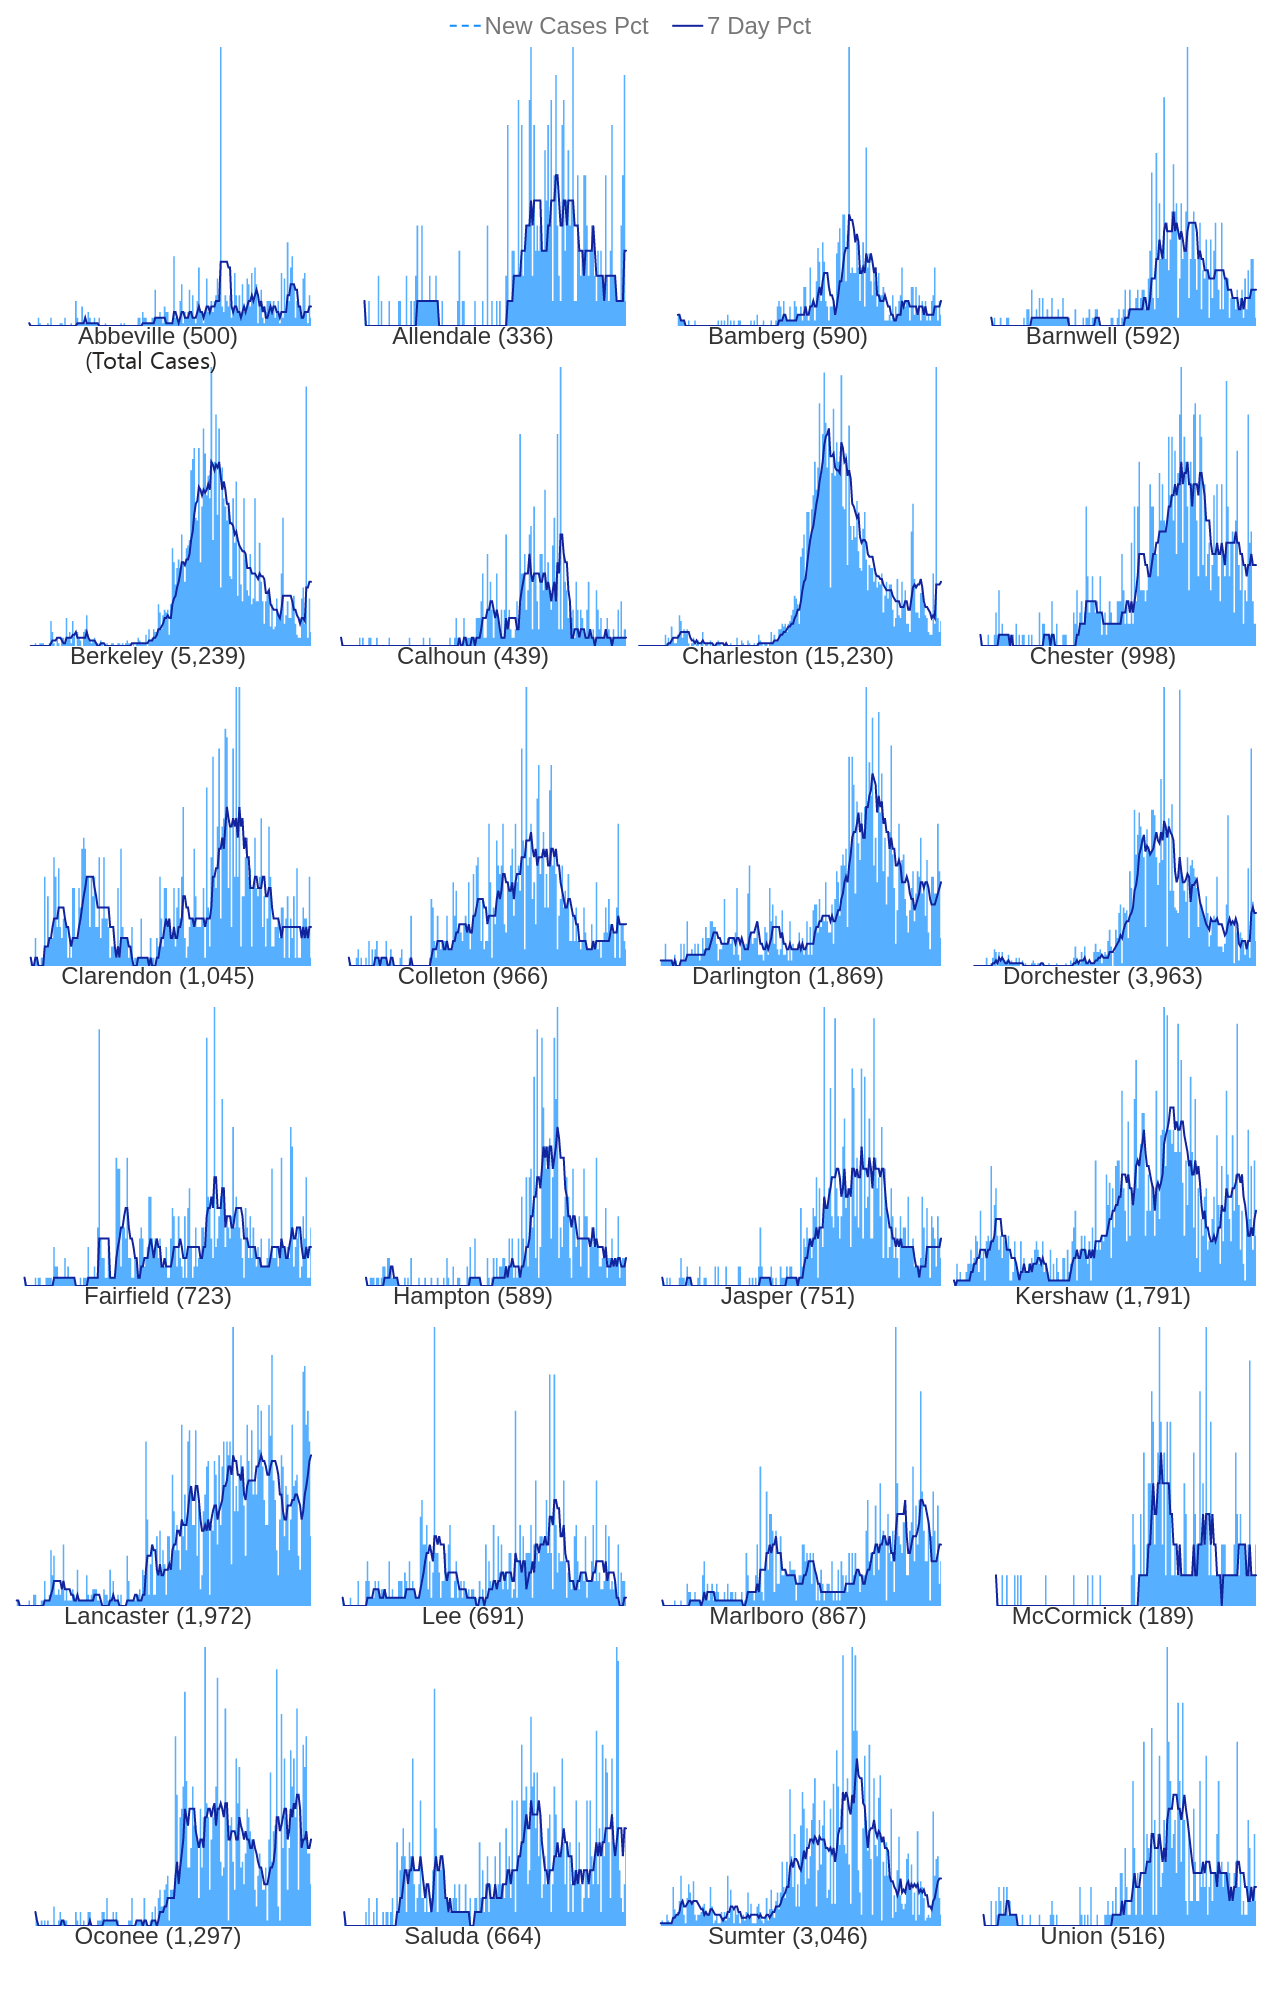 New Cases Pct 7 Day Pct
Abbeville (500) Allendale (336) Bamberg (590) Barnwell (592)
(Total Cases)
Berkeley (5,239) Calhoun (439) Charleston (15,230) Chester (998)
Clarendon (1,045) Colleton (966) Darlington (1,869) Dorchester (3,963)
Fairfield (723) Hampton (589) Jasper (751) Kershaw (1,791)
Lancaster (1,972) Lee (691) Marlboro (867) McCormick (189)
Oconee (1,297) Saluda (664) Sumter (3,046) Union (516)